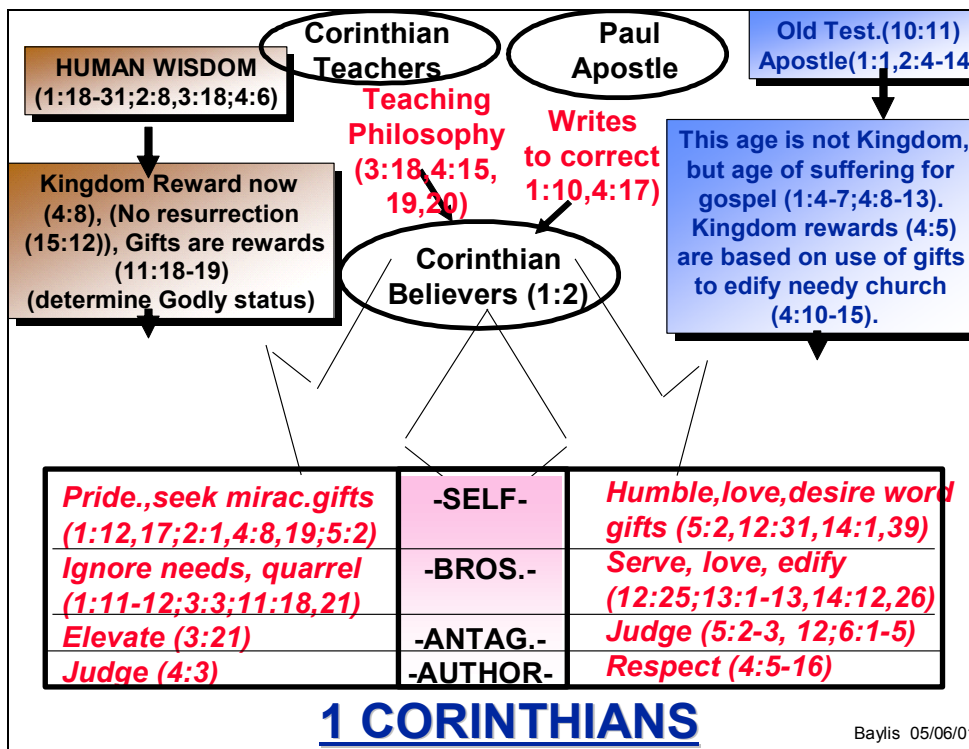 HUMAN WISDOM
(1:18-31;2:8,3:18;4:6)
Kingdom Reward now
(4:8), (No resurrection
(15:12)), Gifts are rewards
(11:18-19)
(determine Godly status)
Corinthian
Teachers
Teaching
Philosophy
(3:18,4:15,
19,20)
Paul
Apostle
Writes
to correct
1:10,4:17)
Corinthian
Believers (1:2)
Old Test.(10:11)
Apostle(1:1,2:4-14
This age is not Kingdom,
but age of suffering for
gospel (1:4-7;4:8-13).
Kingdom rewards (4:5)
are based on use of gifts
to edify needy church
(4:10-15).
Pride.,seek mirac.gifts
(1:12,17;2:1,4:8,19;5:2)
-SELF-
Humble,love,desire word
gifts (5:2,12:31,14:1,39)
Ignore needs, quarrel
(1:11-12;3:3;11:18,21)
-BROS.-
Serve, love, edify
(12:25;13:1-13,14:12,26)
Elevate (3:21)
-ANTAG.-
Judge (5:2-3, 12;6:1-5)
Judge (4:3)
-AUTHOR-
Respect (4:5-16)
1 CORINTHIANS
Baylis 05/06/0